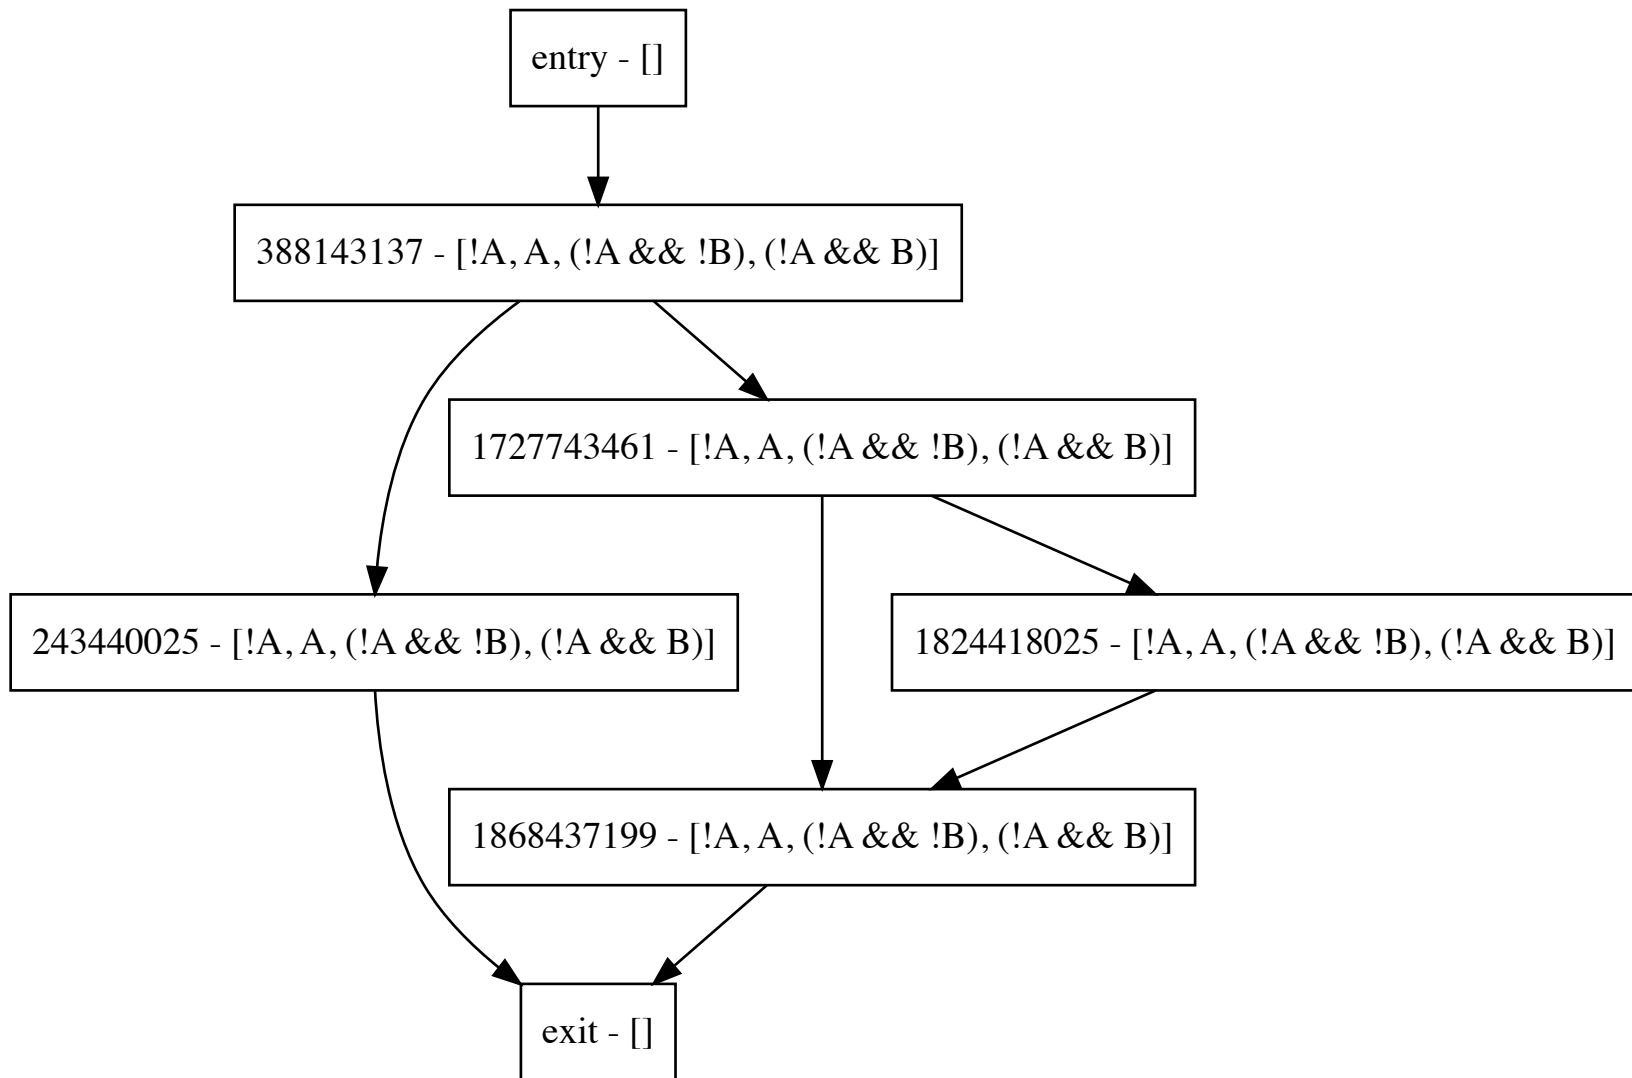 entry - []
388143137 - [!A, A, (!A && !B), (!A && B)]
1727743461 - [!A, A, (!A && !B), (!A && B)]
243440025 - [!A, A, (!A && !B), (!A && B)]
1824418025 - [!A, A, (!A && !B), (!A && B)]
1868437199 - [!A, A, (!A && !B), (!A && B)]
exit - []